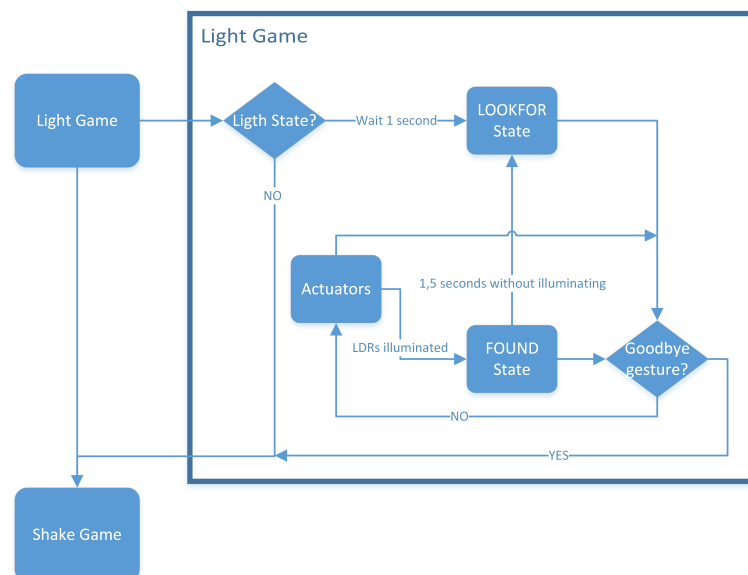 Light Game
Light Game
Ligth State?
Wait 1 second
LOOKFOR
State
NO
Actuators
1,5 seconds without illuminating
LDRs illuminated
FOUND
State
Goodbye
gesture?
NO
YES
Shake Game